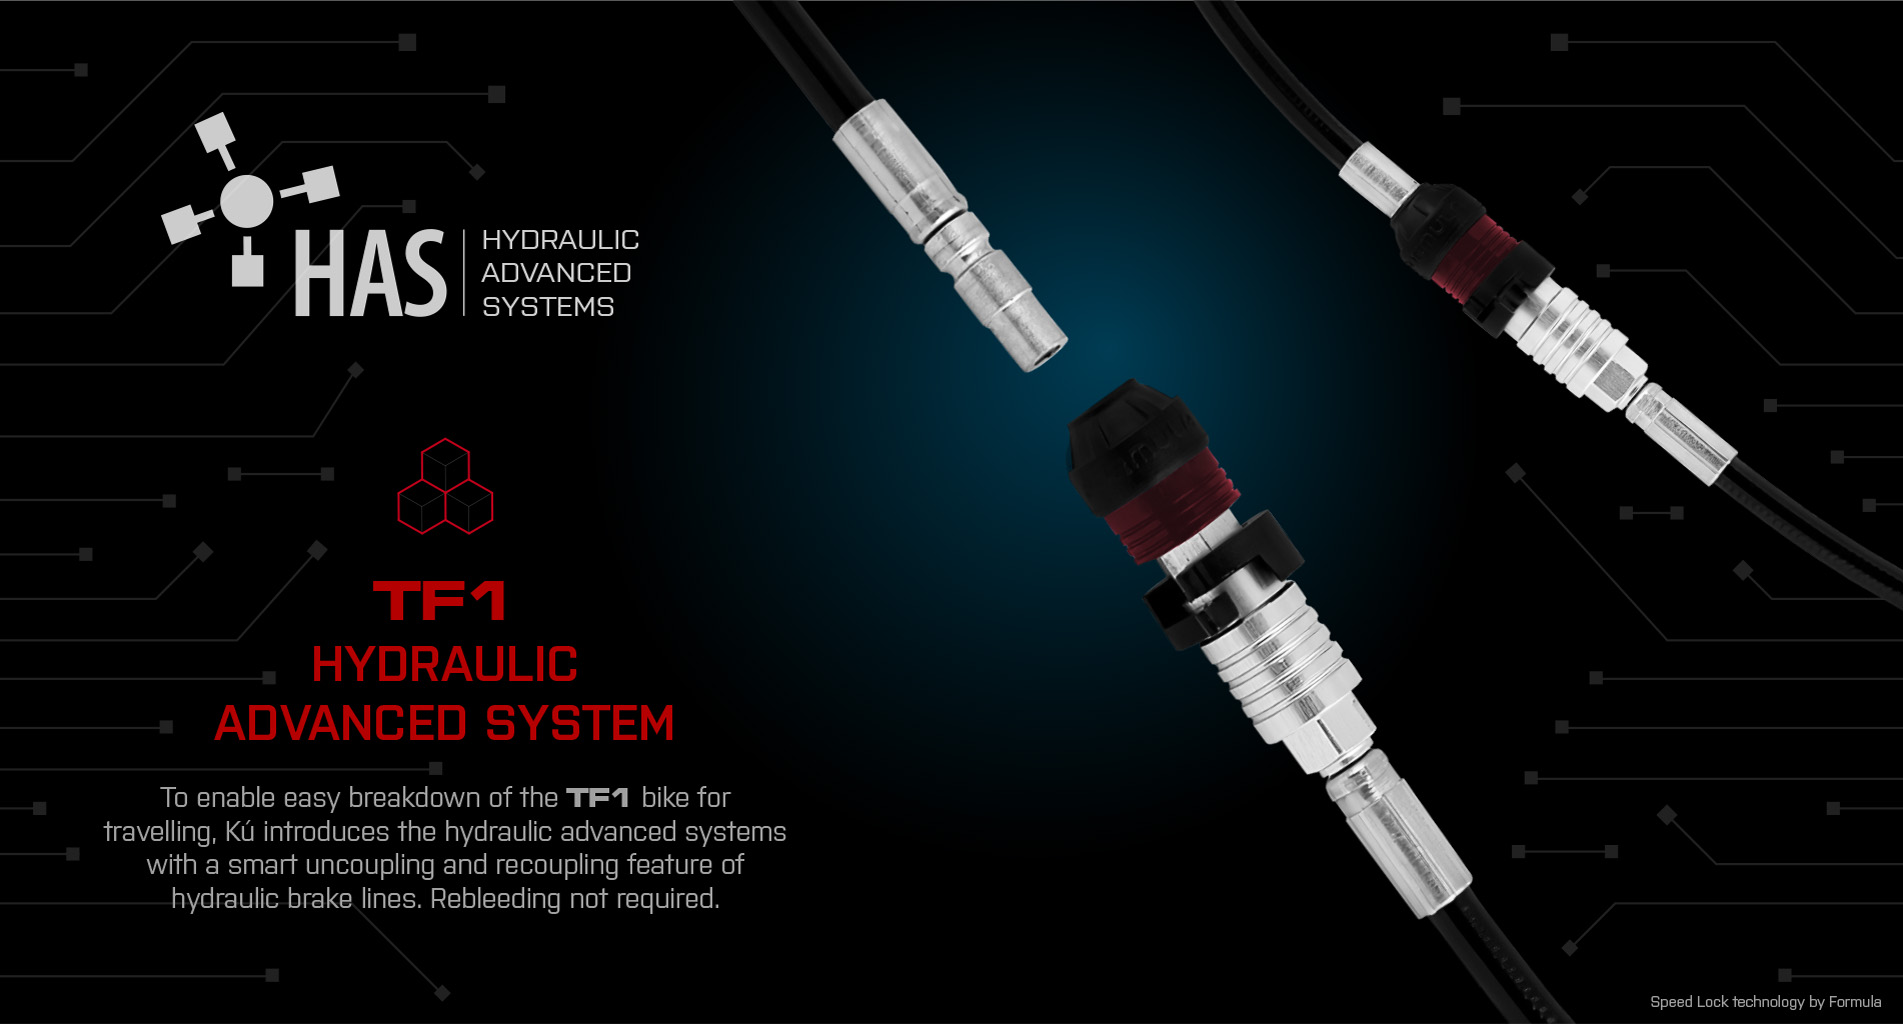 HAS
HYDRAULIC
ADVANCED
SYSTEMS
TF1
HYDRAULIC
ADVANCED SYSTEM
To enable easy breakdown of the TF1 bike for
travelling, Kú introduces the hydraulic advanced systems
with a smart uncoupling and recoupling feature of
hydraulic brake lines. Rebleeding not required.
Speed Lock technology by Formula